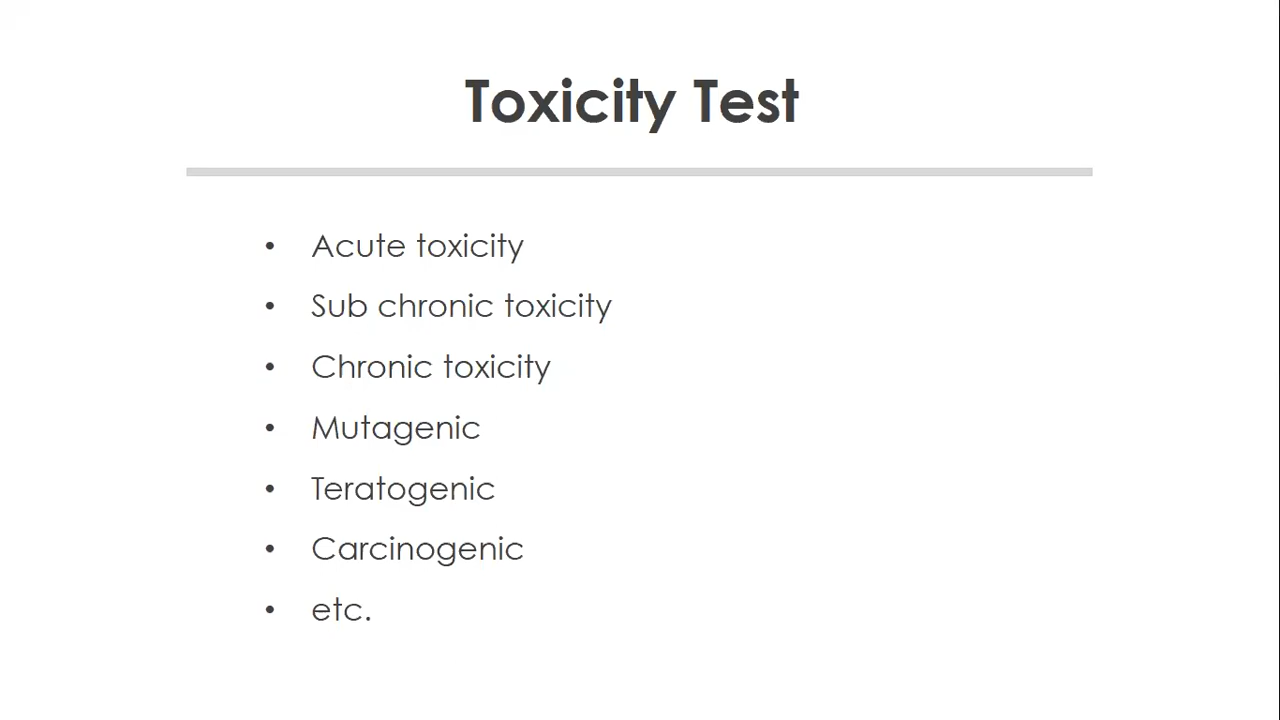 Toxicity Test
• Acute toxicity
• Sub chronic toxicity
• Chronic toxicity
• Mutagenic
• Teratogenic
• Carcinogenic
• etc.